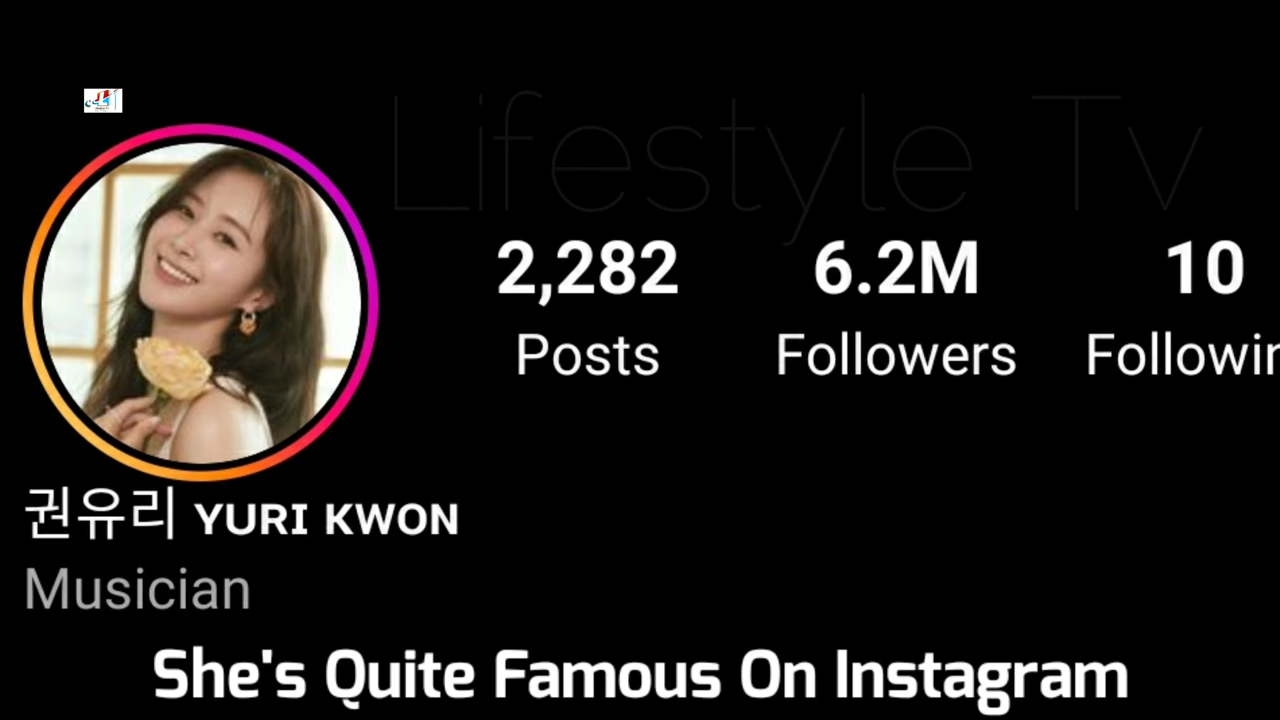 Lifestyle Tv
2,282 6.2M 10
Posts Followers Followin
권유리 YURI KWON
Musician
She's Quite Famous On Instagram